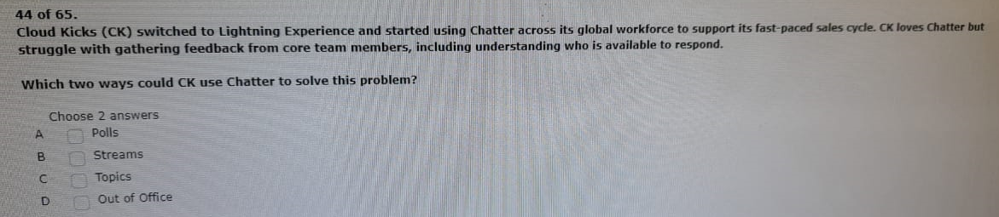 44 of 65.
Cloud Kicks (CK) switched to Lightning Experience and started using Chatter across its global workforce to support its fast-paced sales cycle. CK loves Chatter but
struggle with gathering feedback from core team members, including understanding who is available to respond.
Which two ways could CK use Chatter to solve this problem?
Choose 2 answers
A Polls
B Streams
C Topics
D Out of Office